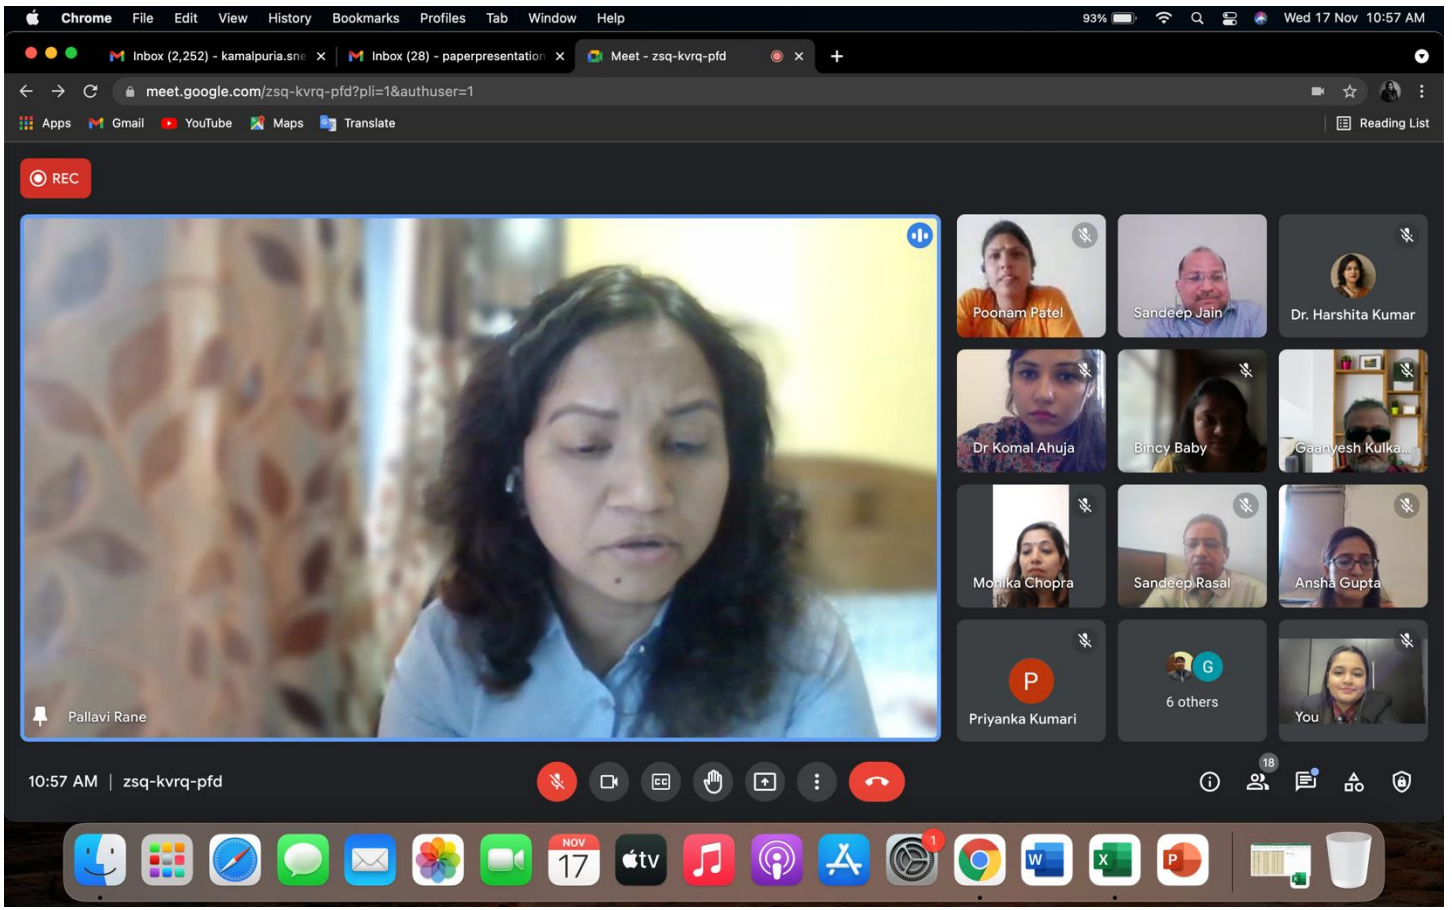 Chrome File Edit View History Bookmarks Profiles Tab Window Help 93% Wed 17 Nov 10:57 AM
Inbox (2,252) - kamalpuria.sne Inbox (28) - paperpresentation Meet - zsq-kvrq-pfd
meet.google.com/zsq-kvrq-pfd?pli=1&authuser=1
Apps Gmail YouTube Maps Translate Reading List
REC
Poonam Patel Sandeep Jain Dr. Harshita Kumar
Dr Komal Ahuja Bincy Baby Gaanyesh Kulka...
Monika Chopra Sandeep Rasal Ansha Gupta
P G
Priyanka Kumari 6 others You
Pallavi Rane
10:57 AM | zsq-kvrq-pfd CC 18
NOV 1
17 tv W X P